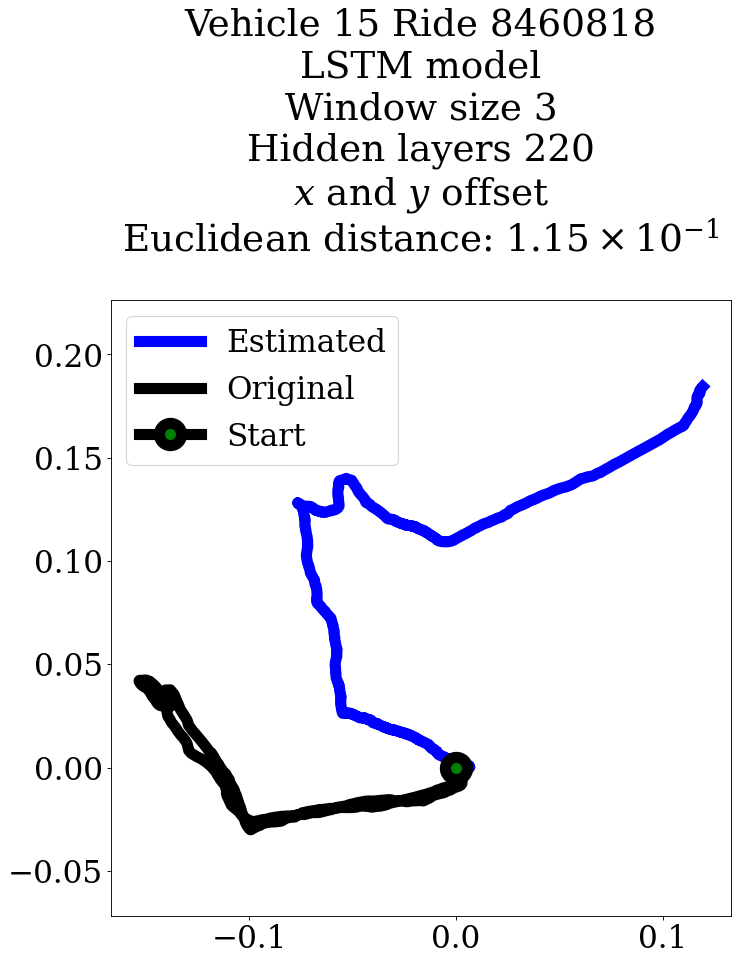 Vehicle 15 Ride 8460818
LSTM model
Window size 3
Hidden layers 220
x and y offset
Euclidean distance: 1.15 × 10⁻¹
Estimated
Original
Start
0.20
0.15
0.10
0.05
0.00
−0.05
−0.1
0.0
0.1